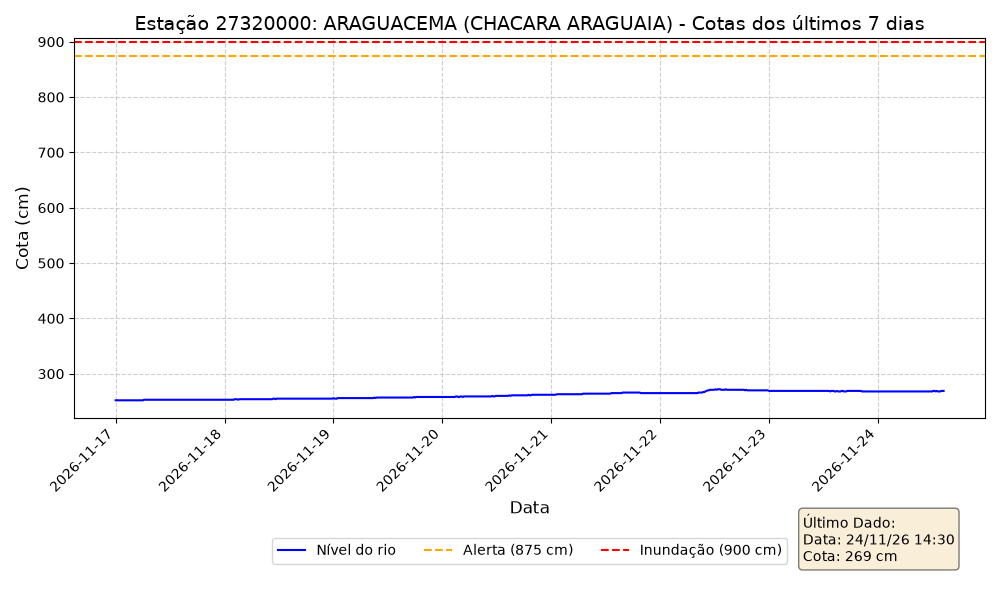 Estação 27320000: ARAGUACEMA (CHACARA ARAGUAIA) - Cotas dos últimos 7 dias
Cota (cm)
900
800
700
600
500
400
300
2026-11-17
2026-11-18
2026-11-19
2026-11-20
2026-11-21
2026-11-22
2026-11-23
2026-11-24
Data
Nível do rio
Alerta (875 cm)
Inundação (900 cm)
Último Dado:
Data: 24/11/26 14:30
Cota: 269 cm